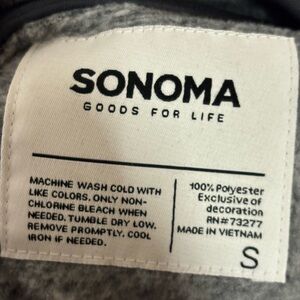 SONOMA
GOODS FOR LIFE
MACHINE WASH COLD WITH
LIKE COLORS. ONLY NON-
CHLORINE BLEACH WHEN
NEEDED. TUMBLE DRY LOW.
REMOVE PROMPTLY. COOL
IRON IF NEEDED.
100% Polyester
Exclusive of
decoration
RN# 73277
MADE IN VIETNAM
S